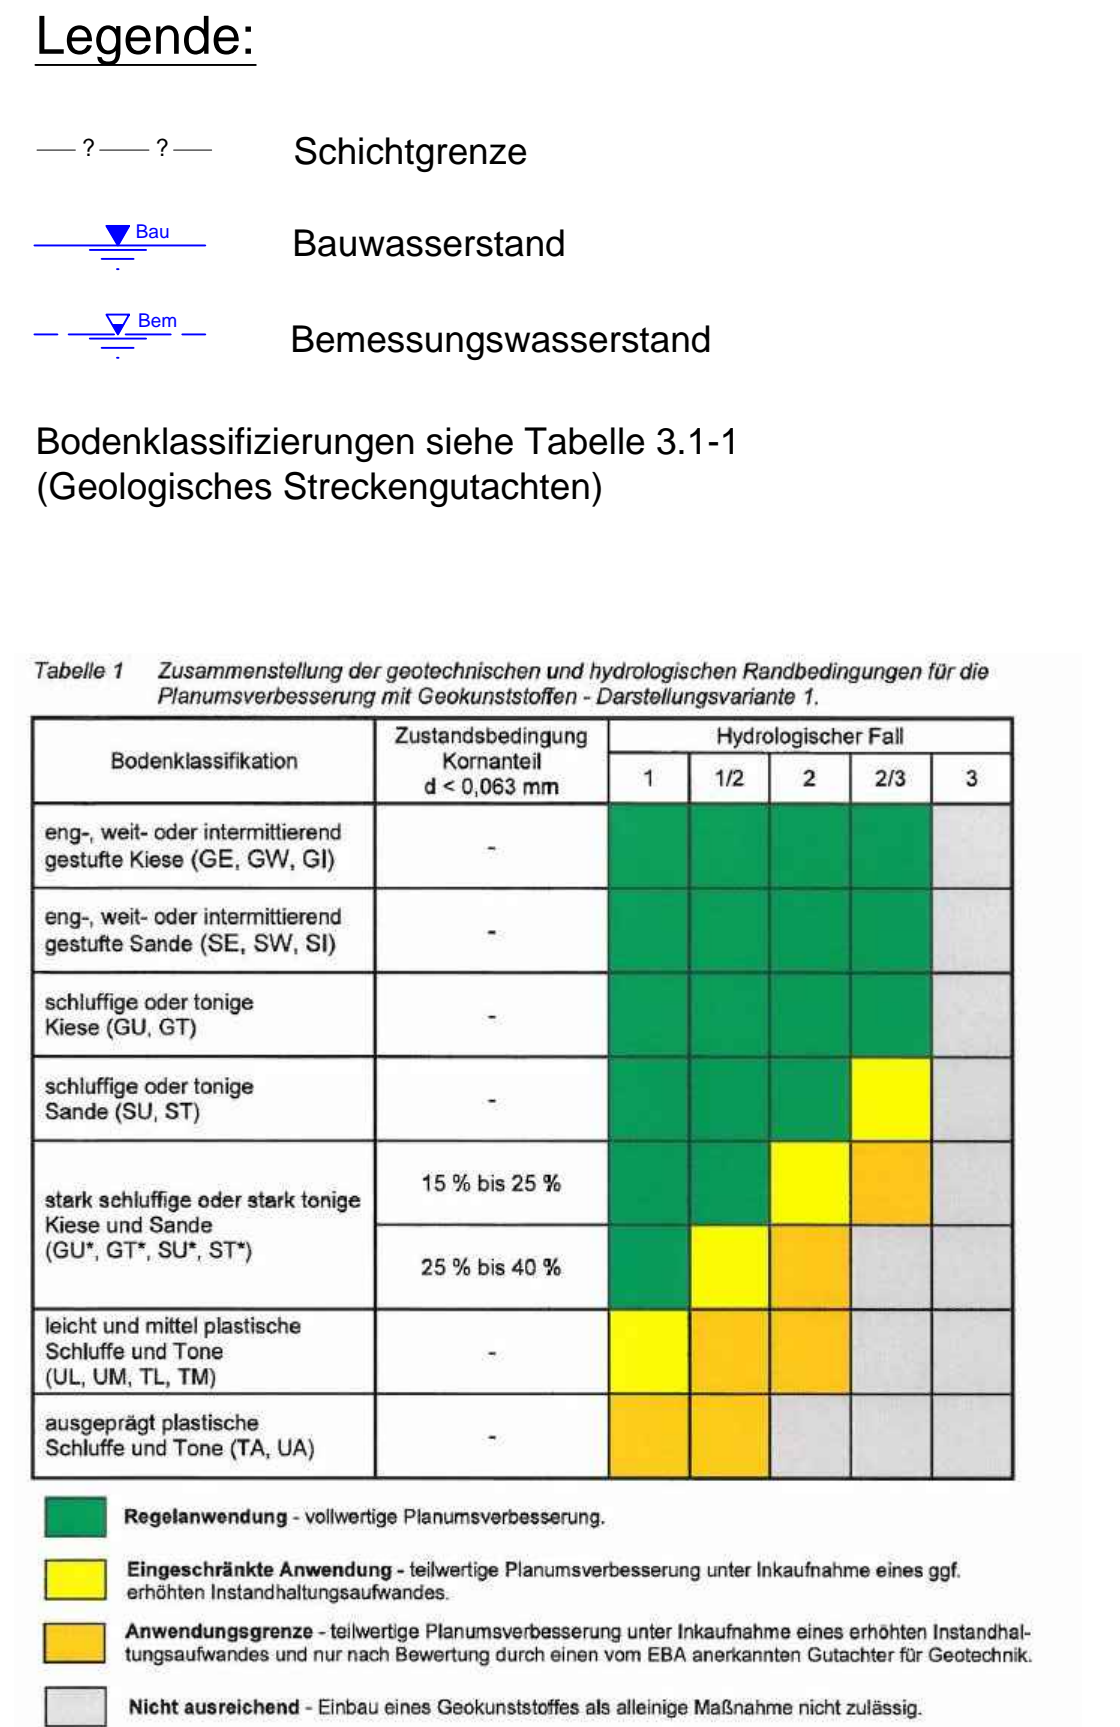 Legende:
? ? Schichtgrenze
Bau Bauwasserstand
Bem Bemessungswasserstand
Bodenklassifizierungen siehe Tabelle 3.1-1
(Geologisches Streckengutachten)
Tabelle 1 Zusammenstellung der geotechnischen und hydrologischen Randbedingungen für die
Planumsverbesserung mit Geokunststoffen - Darstellungsvariante 1.
Bodenklassifikation
Zustandsbedingung
Kornanteil
d < 0,063 mm
Hydrologischer Fall
1 1/2 2 2/3 3
eng-, weit- oder intermittierend
gestufte Kiese (GE, GW, GI)
-
eng-, weit- oder intermittierend
gestufte Sande (SE, SW, SI)
-
schluffige oder tonige
Kiese (GU, GT)
-
schluffige oder tonige
Sande (SU, ST)
-
stark schluffige oder stark tonige
Kiese und Sande
(GU*, GT*, SU*, ST*)
15 % bis 25 %
25 % bis 40 %
leicht und mittel plastische
Schluffe und Tone
(UL, UM, TL, TM)
-
ausgeprägt plastische
Schluffe und Tone (TA, UA)
-
Regelanwendung - vollwertige Planumsverbesserung.
Eingeschränkte Anwendung - teilwertige Planumsverbesserung unter Inkaufnahme eines ggf.
erhöhten Instandhaltungsaufwandes.
Anwendungsgrenze - teilwertige Planumsverbesserung unter Inkaufnahme eines erhöhten Instandhal-
tungsaufwandes und nur nach Bewertung durch einen vom EBA anerkannten Gutachter für Geotechnik.
Nicht ausreichend - Einbau eines Geokunststoffes als alleinige Maßnahme nicht zulässig.